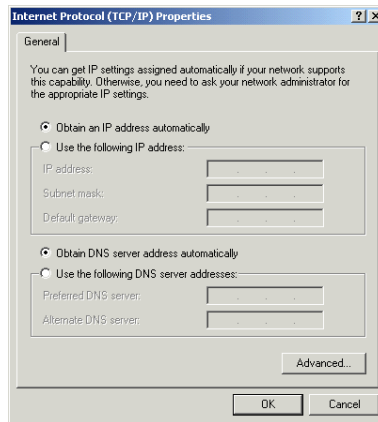 Internet Protocol (TCP/IP) Properties
General
You can get IP settings assigned automatically if your network supports
this capability. Otherwise, you need to ask your network administrator for
the appropriate IP settings.
Obtain an IP address automatically
Use the following IP address:
IP address:
Subnet mask:
Default gateway:
Obtain DNS server address automatically
Use the following DNS server addresses:
Preferred DNS server:
Alternate DNS server:
Advanced...
OK
Cancel